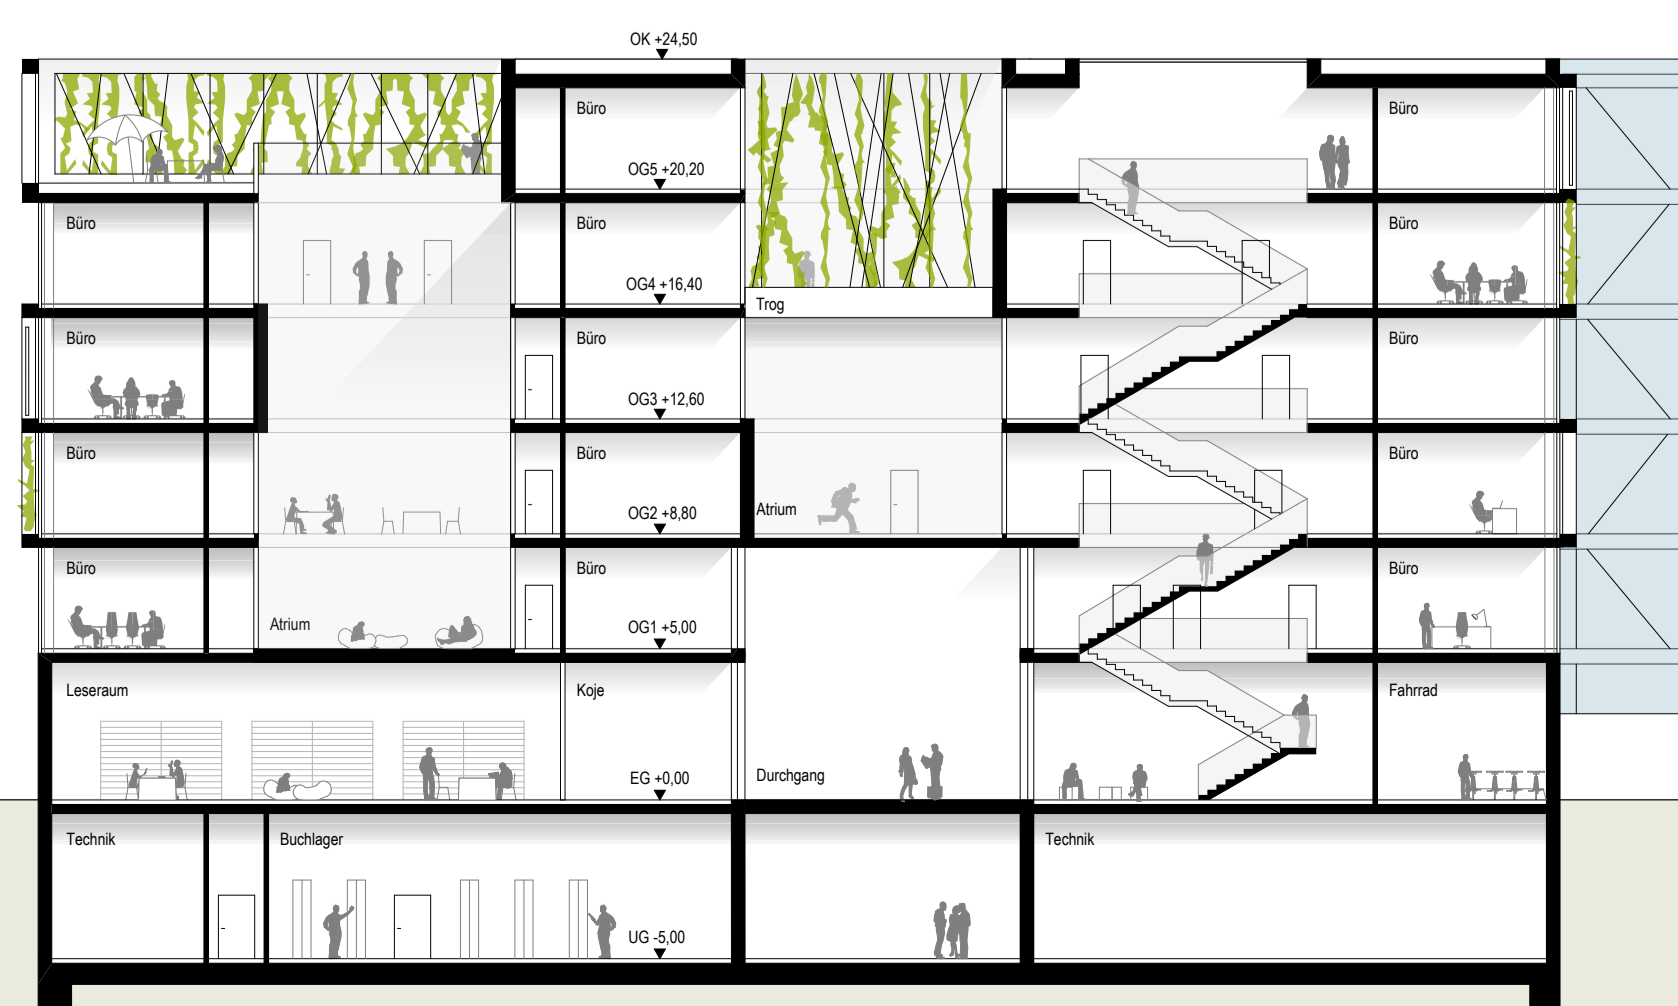 OK +24,50
Büro
Büro
OG5 +20,20
Büro
Büro
Büro
OG4 +16,40
Trog
Büro
Büro
Büro
OG3 +12,60
Büro
Büro
Büro
OG2 +8,80
Atrium
Büro
Büro
Büro
Atrium
OG1 +5,00
Leseraum
Koje
Fahrrad
EG +0,00
Durchgang
Technik
Buchlager
Technik
UG -5,00